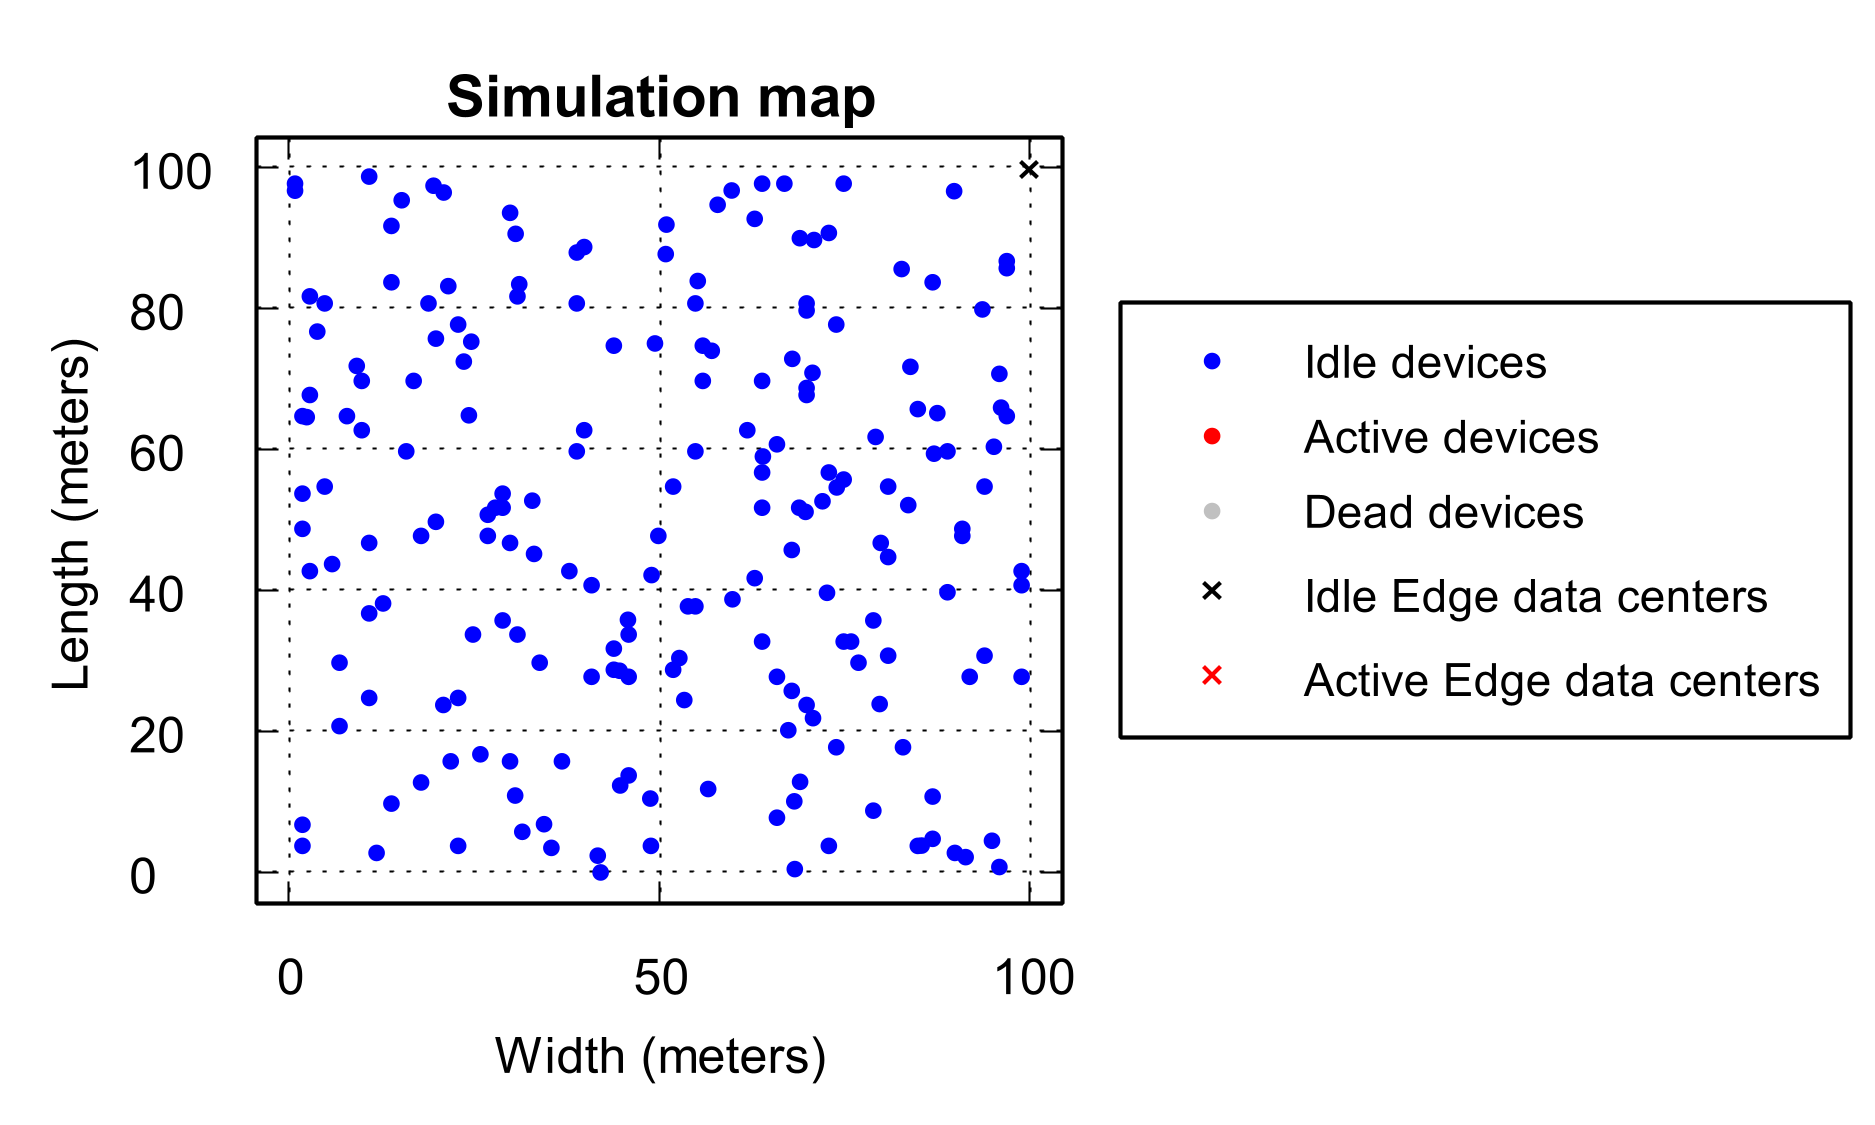 Simulation map
100
80
60
40
20
0
Length (meters)
0 50 100
Width (meters)
Idle devices
Active devices
Dead devices
Idle Edge data centers
Active Edge data centers